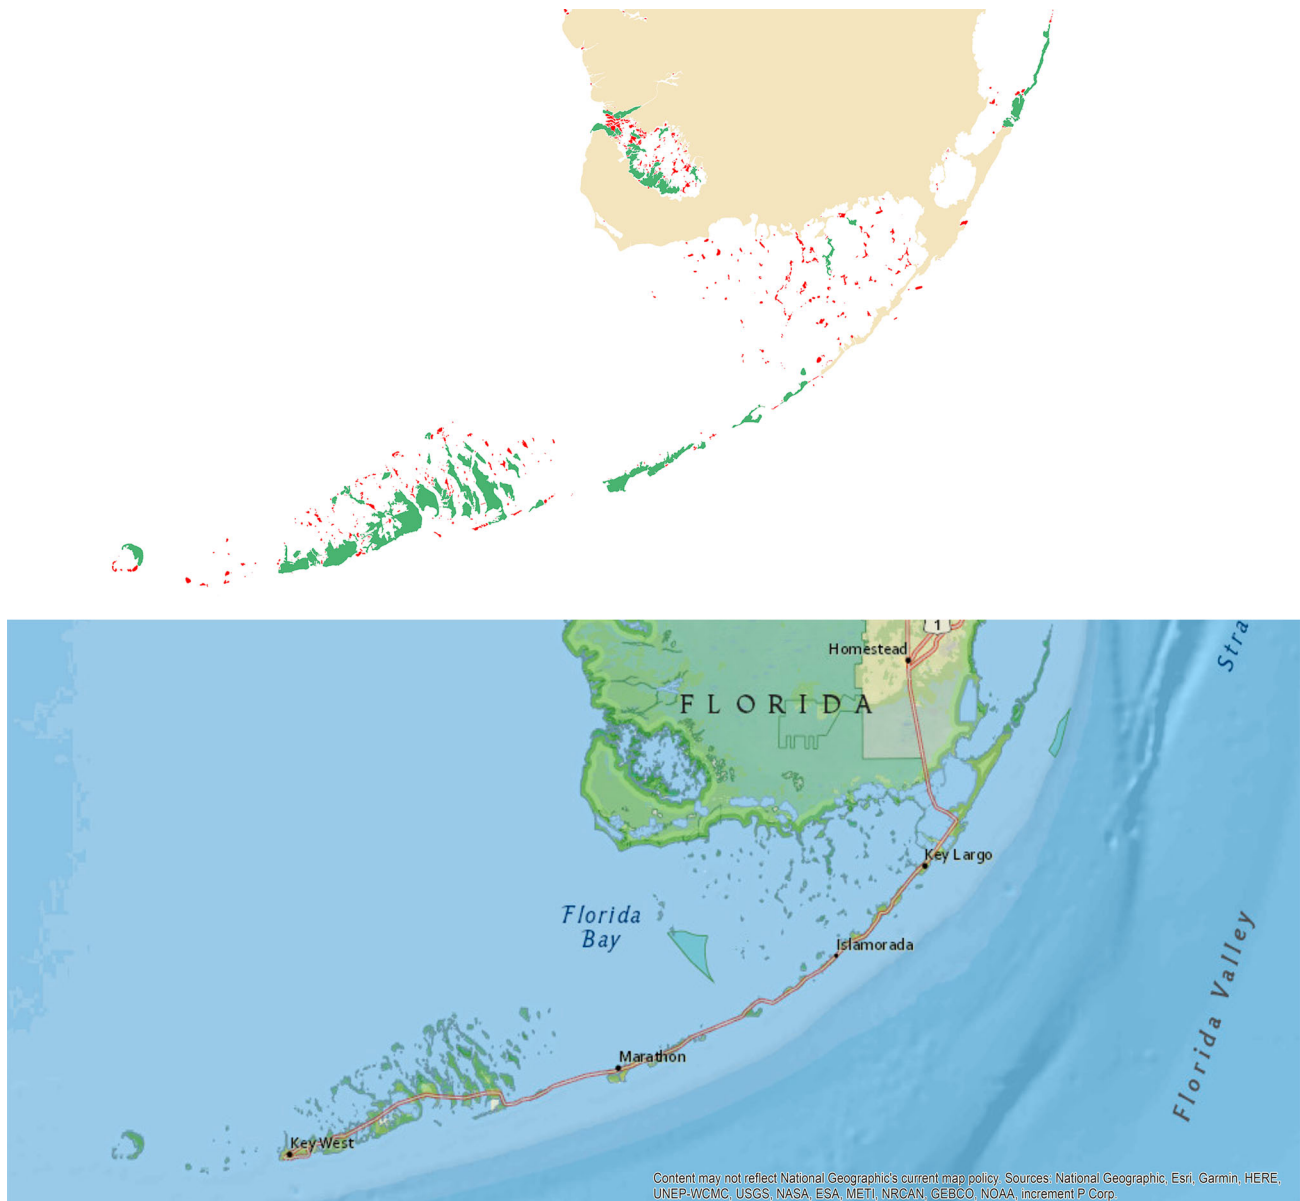 1
Stra
Homestead
FLORIDA
Key Largo
Florida
Bay
Islamorada
Florida Valley
Marathon
Key West
Content may not reflect National Geographic's current map policy. Sources: National Geographic, Esri, Garmin, HERE,
UNEP-WCMC, USGS, NASA, ESA, METI, NRCAN, GEBCO, NOAA, increment P Corp.